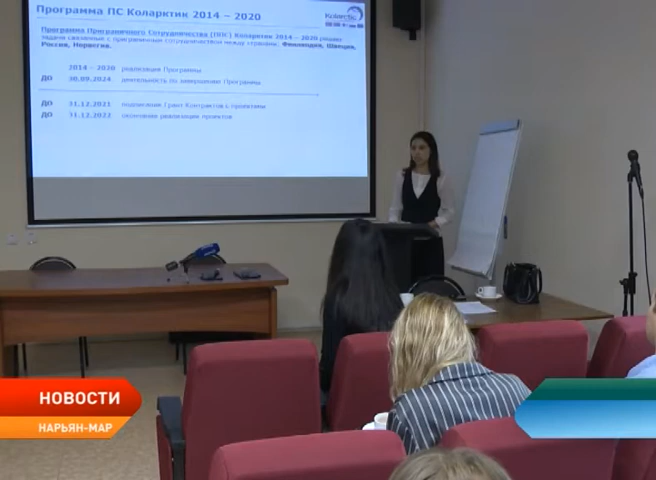 Программа ПС Коларктик 2014 – 2020
Kolarctic
Программа Приграничного Сотрудничества (ППС) Коларктик 2014 – 2020 решает
задачи связанные с приграничным сотрудничеством между странами: Финляндия, Швеция,
Россия, Норвегия.
2014 – 2020 реализация Программы
ДО 30.09.2024 деятельность по завершению Программы
ДО 31.12.2021 подписание Грант Контрактов с проектами
ДО 31.12.2022 окончание реализации проектов
НОВОСТИ
НАРЬЯН-МАР